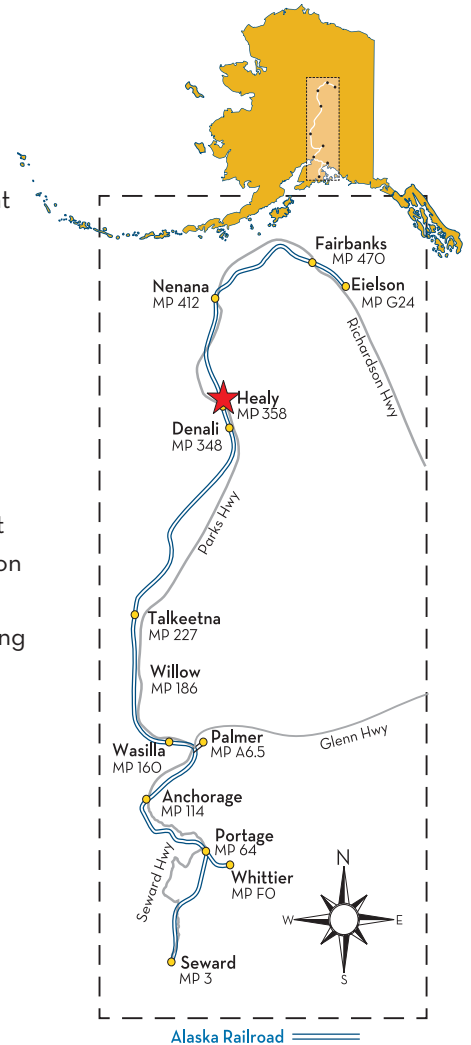 t
Fairbanks
MP 470
Nenana
MP 412
Eielson
MP G24
Richardson Hwy
Healy
MP 358
Denali
MP 348
Parks Hwy
t
on
ng
Talkeetna
MP 227
Willow
MP 186
Wasilla
MP 160
Palmer
MP A6.5
Glenn Hwy
Anchorage
MP 114
Portage
MP 64
Seward Hwy
Whittier
MP F0
N
W
E
S
Seward
MP 3
Alaska Railroad